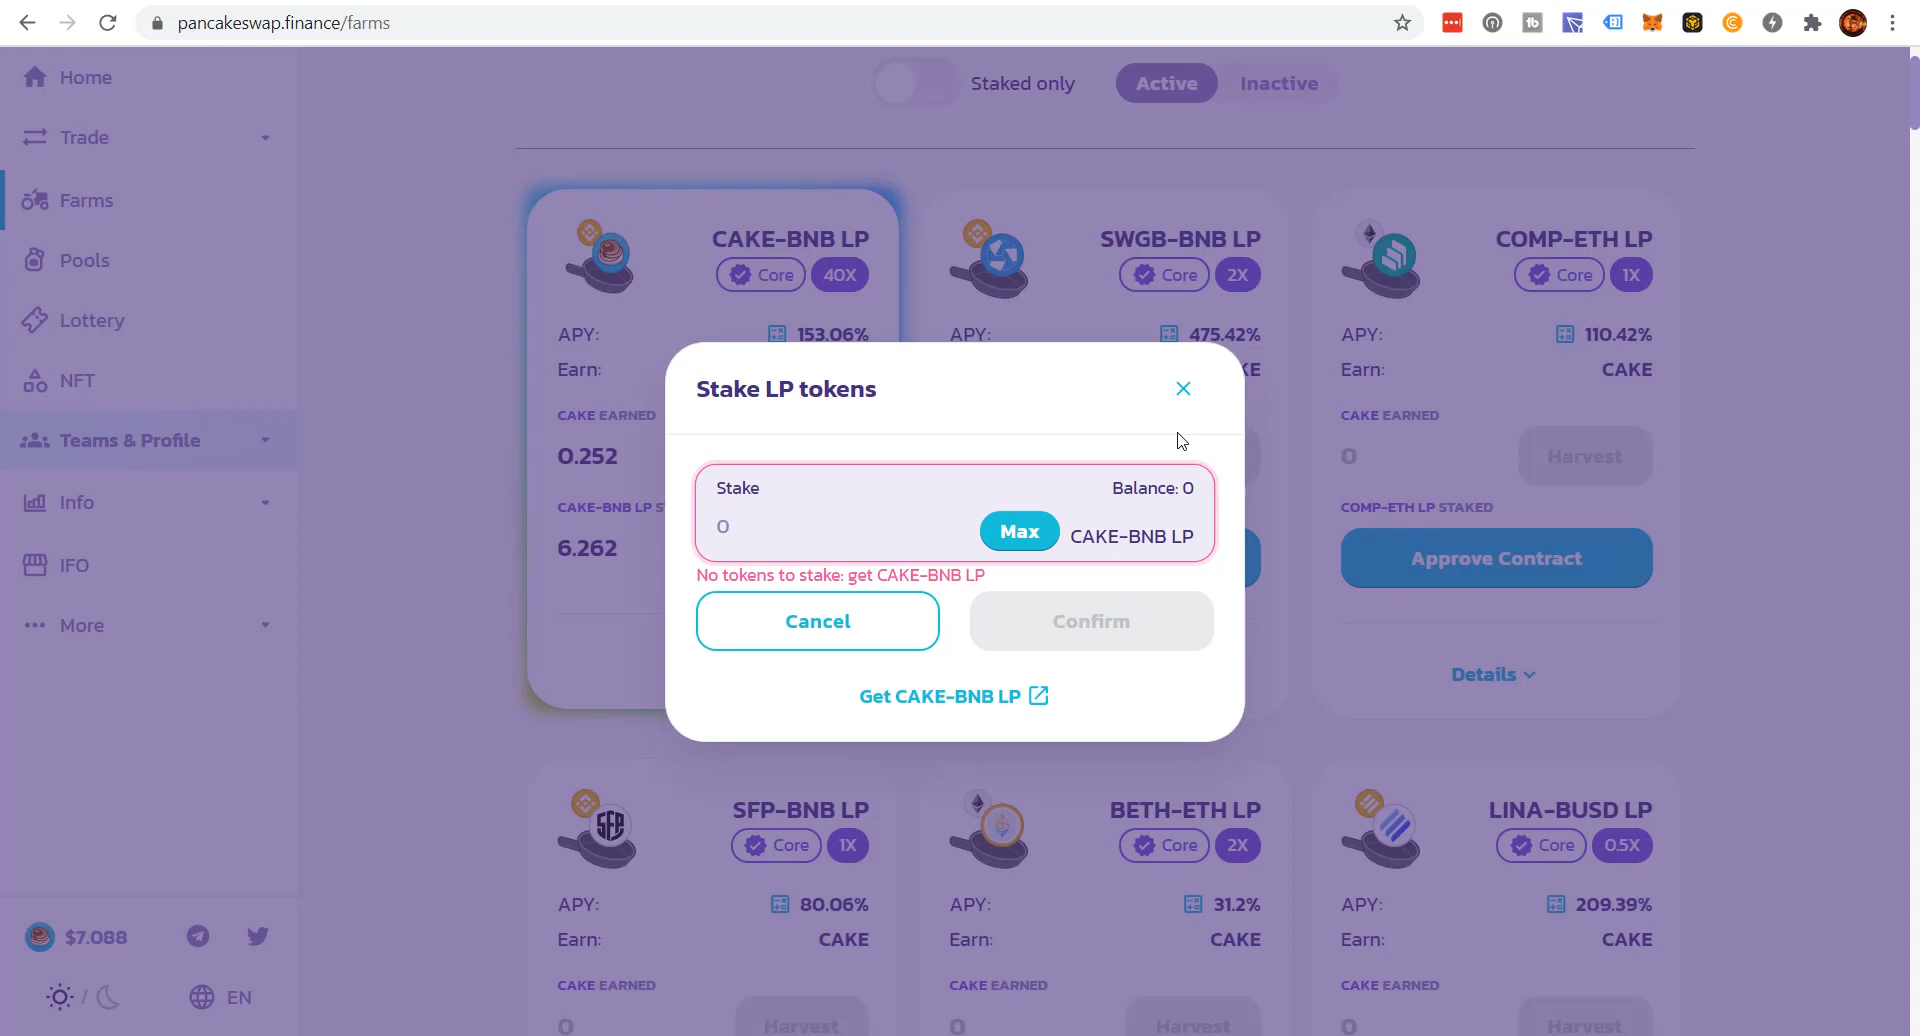 pancakeswap.finance/farms
Home
Trade
Farms
Pools
Lottery
NFT
Teams & Profile
Info
IFO
More
$7.088
EN
Staked only
Active
Inactive
CAKE-BNB LP
Core
40X
APY:
153.06%
Earn:
CAKE EARNED
0.252
CAKE-BNB LP S
6.262
SWGB-BNB LP
Core
2X
APY:
475.42%
KE
COMP-ETH LP
Core
1X
APY:
110.42%
Earn:
CAKE
CAKE EARNED
0
Harvest
COMP-ETH LP STAKED
Approve Contract
Details
Stake LP tokens
Stake
Balance: 0
0
Max
CAKE-BNB LP
No tokens to stake: get CAKE-BNB LP
Cancel
Confirm
Get CAKE-BNB LP
SFP-BNB LP
Core
1X
APY:
80.06%
Earn:
CAKE
CAKE EARNED
0
Harvest
BETH-ETH LP
Core
2X
APY:
31.2%
Earn:
CAKE
CAKE EARNED
0
Harvest
LINA-BUSD LP
Core
0.5X
APY:
209.39%
Earn:
CAKE
CAKE EARNED
0
Harvest